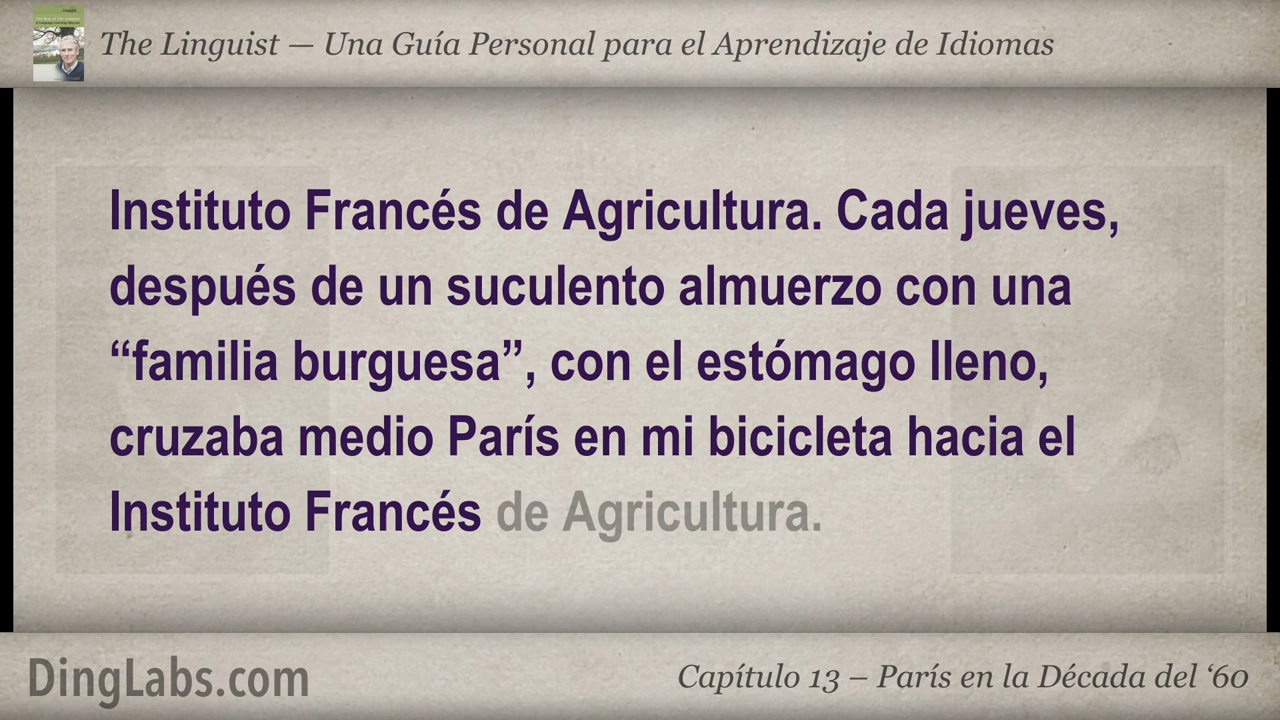 The Linguist — Una Guía Personal para el Aprendizaje de Idiomas
Instituto Francés de Agricultura. Cada jueves,
después de un suculento almuerzo con una
“familia burguesa”, con el estómago lleno,
cruzaba medio París en mi bicicleta hacia el
Instituto Francés de Agricultura.
DingLabs.com
Capítulo 13 – París en la Década del ‘60